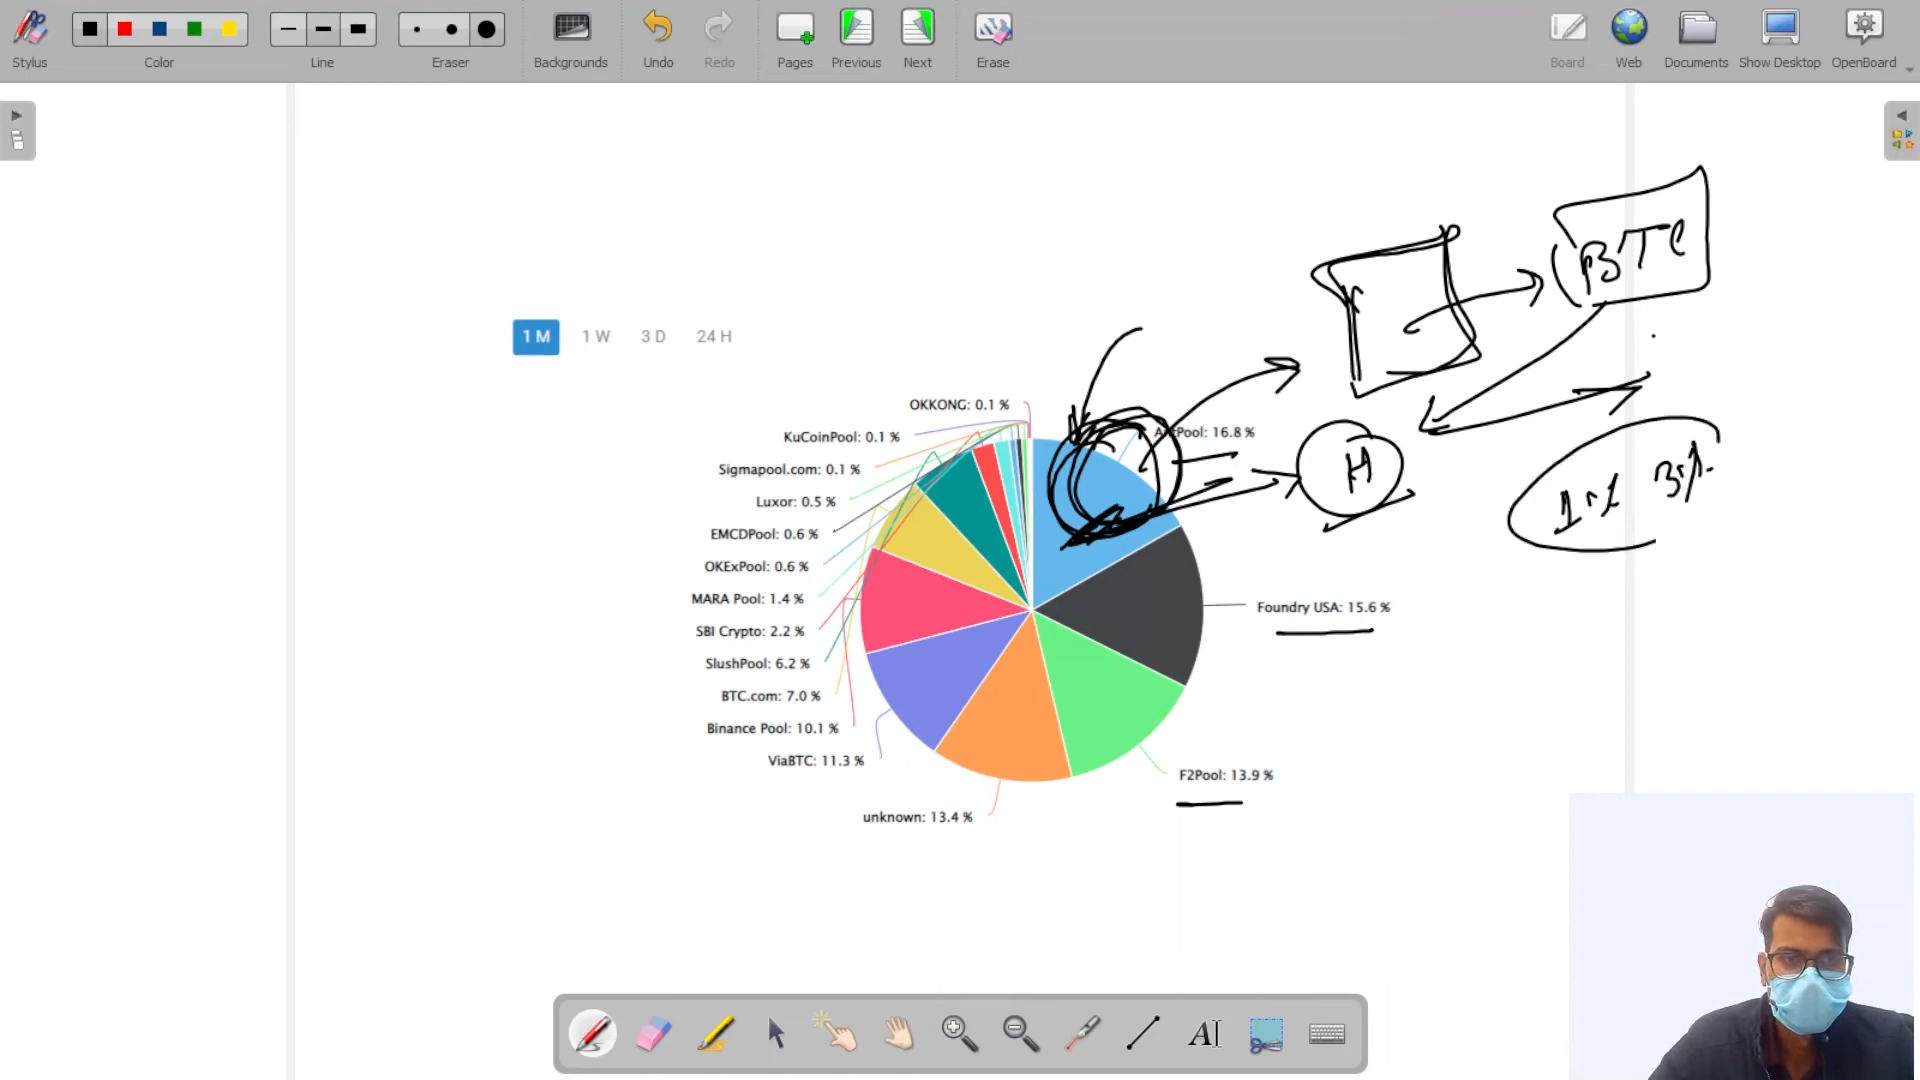 Stylus
Color
Line
Eraser
Backgrounds
Undo
Redo
Pages
Previous
Next
Erase
Board
Web
Documents
Show Desktop
OpenBoard
1 M 1 W 3 D 24 H
BTC
H
OKKONG: 0.1 %
KuCoinPool: 0.1 %
Sigmapool.com: 0.1 %
Luxor: 0.5 %
EMCDPool: 0.6 %
OKExPool: 0.6 %
MARA Pool: 1.4 %
SBI Crypto: 2.2 %
SlushPool: 6.2 %
BTC.com: 7.0 %
Binance Pool: 10.1 %
ViaBTC: 11.3 %
unknown: 13.4 %
F2Pool: 13.9 %
Foundry USA: 15.6 %
AntPool: 16.8 %
AI